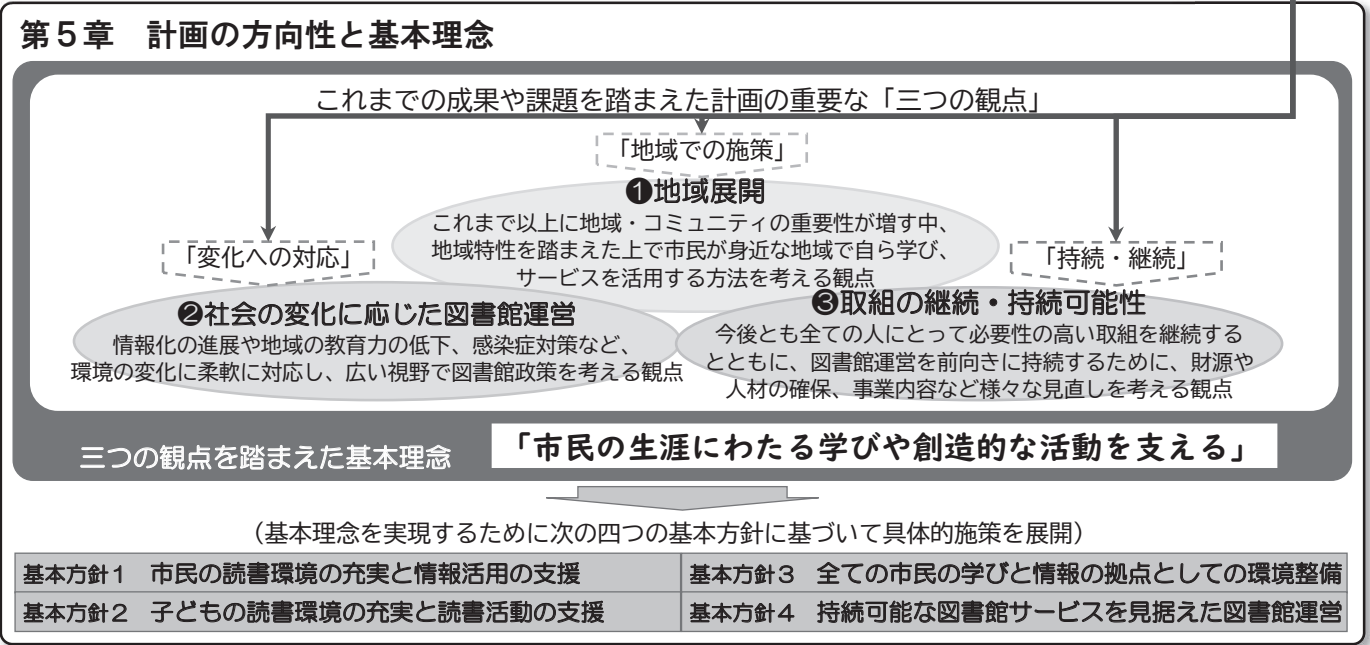 第５章　計画の方向性と基本理念
これまでの成果や課題を踏まえた計画の重要な「三つの観点」
「地域での施策」
❶地域展開
これまで以上に地域・コミュニティの重要性が増す中、
地域特性を踏まえた上で市民が身近な地域で自ら学び、
サービスを活用する方法を考える観点
「変化への対応」
❷社会の変化に応じた図書館運営
情報化の進展や地域の教育力の低下、感染症対策など、
環境の変化に柔軟に対応し、広い視野で図書館政策を考える観点
「持続・継続」
❸取組の継続・持続可能性
今後とも全ての人にとって必要性の高い取組を継続する
とともに、図書館運営を前向きに持続するために、財源や
人材の確保、事業内容など様々な見直しを考える観点
三つの観点を踏まえた基本理念　「市民の生涯にわたる学びや創造的な活動を支える」
（基本理念を実現するために次の四つの基本方針に基づいて具体的施策を展開）
基本方針１　市民の読書環境の充実と情報活用の支援
基本方針２　子どもの読書環境の充実と読書活動の支援
基本方針３　全ての市民の学びと情報の拠点としての環境整備
基本方針４　持続可能な図書館サービスを見据えた図書館運営